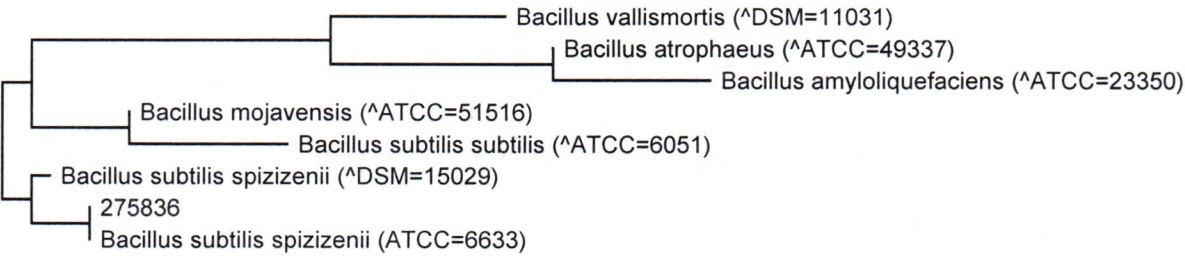 Bacillus vallismortis (^DSM=11031)
Bacillus atrophaeus (^ATCC=49337)
Bacillus amyloliquefaciens (^ATCC=23350)
Bacillus mojavensis (^ATCC=51516)
Bacillus subtilis subtilis (^ATCC=6051)
Bacillus subtilis spizizenii (^DSM=15029)
275836
Bacillus subtilis spizizenii (ATCC=6633)